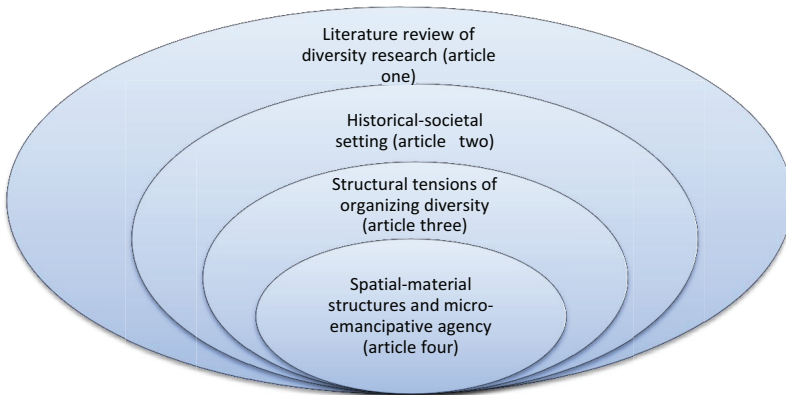 Literature review of
diversity research (article
one)
Historical-societal
setting (article two)
Structural tensions of
organizing diversity
(article three)
Spatial-material
structures and micro-
emancipative agency
(article four)